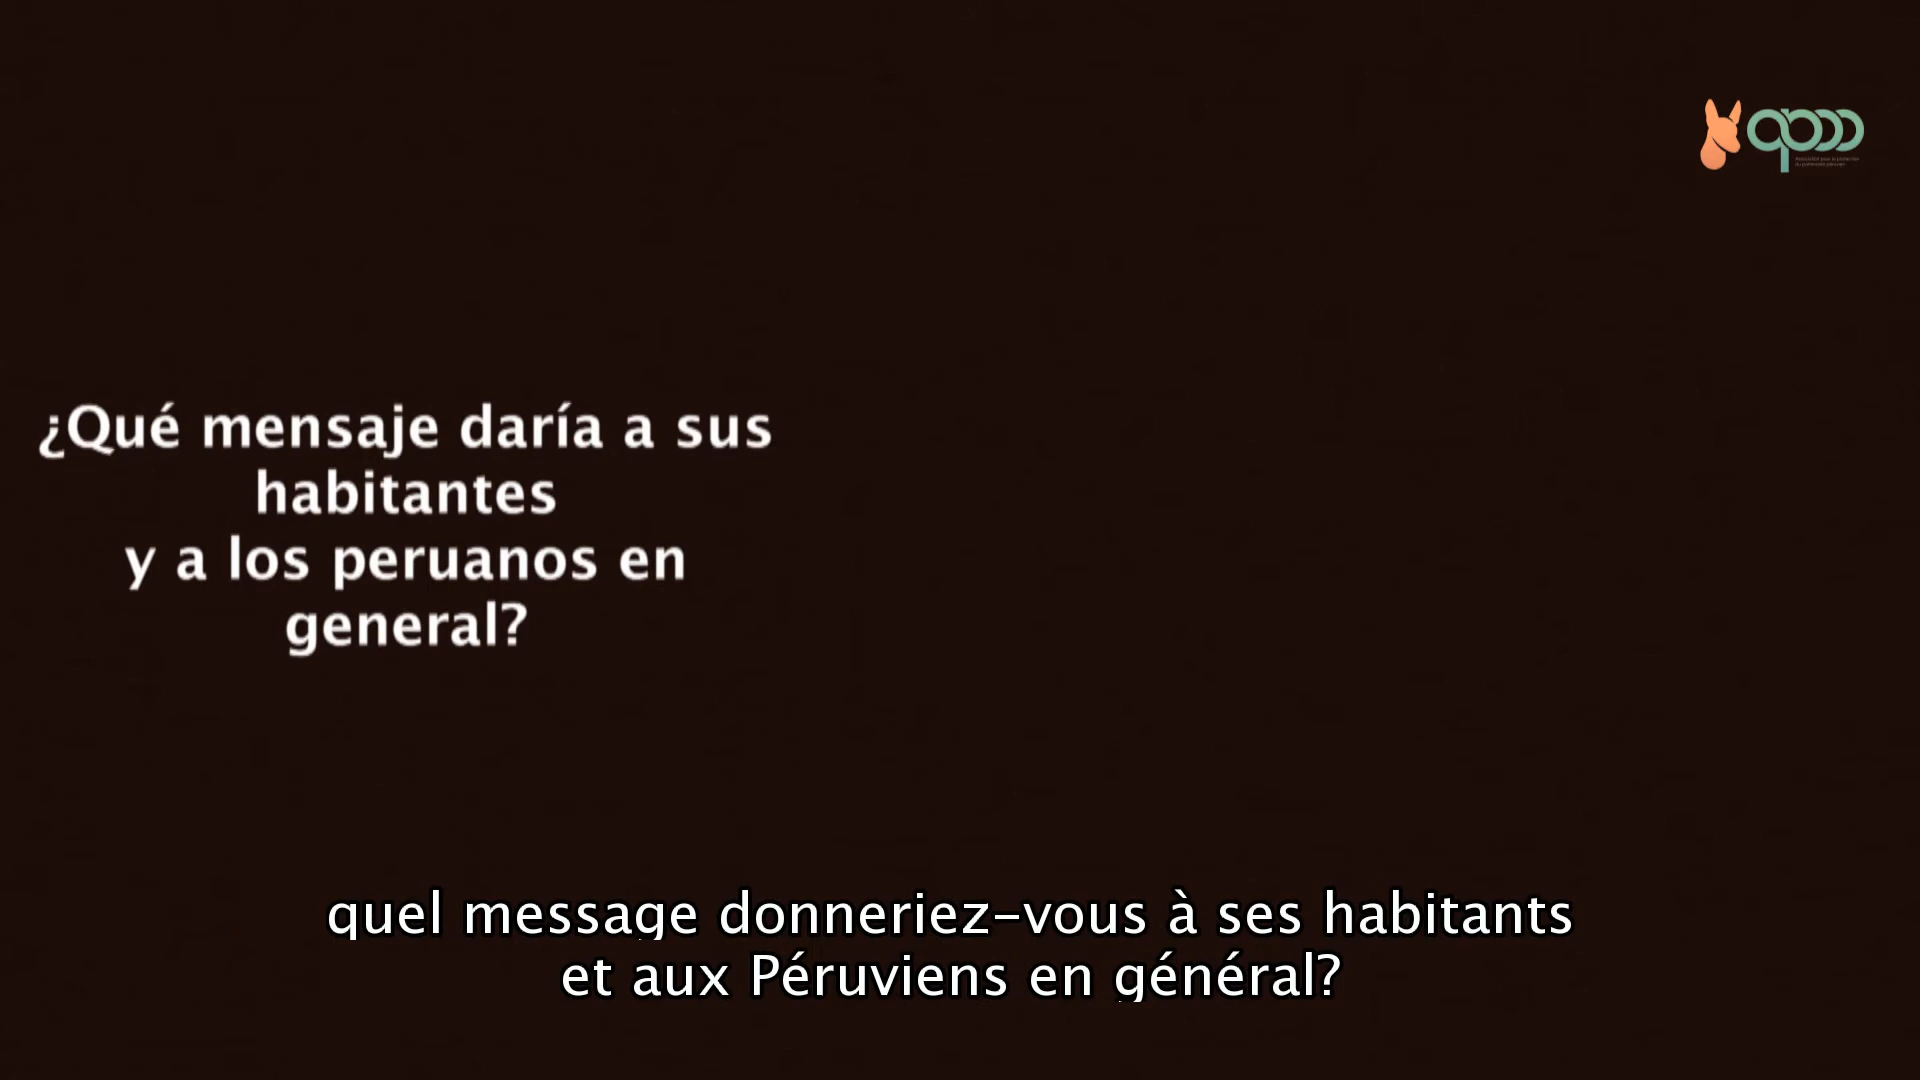 ¿Qué mensaje daría a sus
habitantes
y a los peruanos en
general?
quel message donneriez-vous à ses habitants
et aux Péruviens en général?